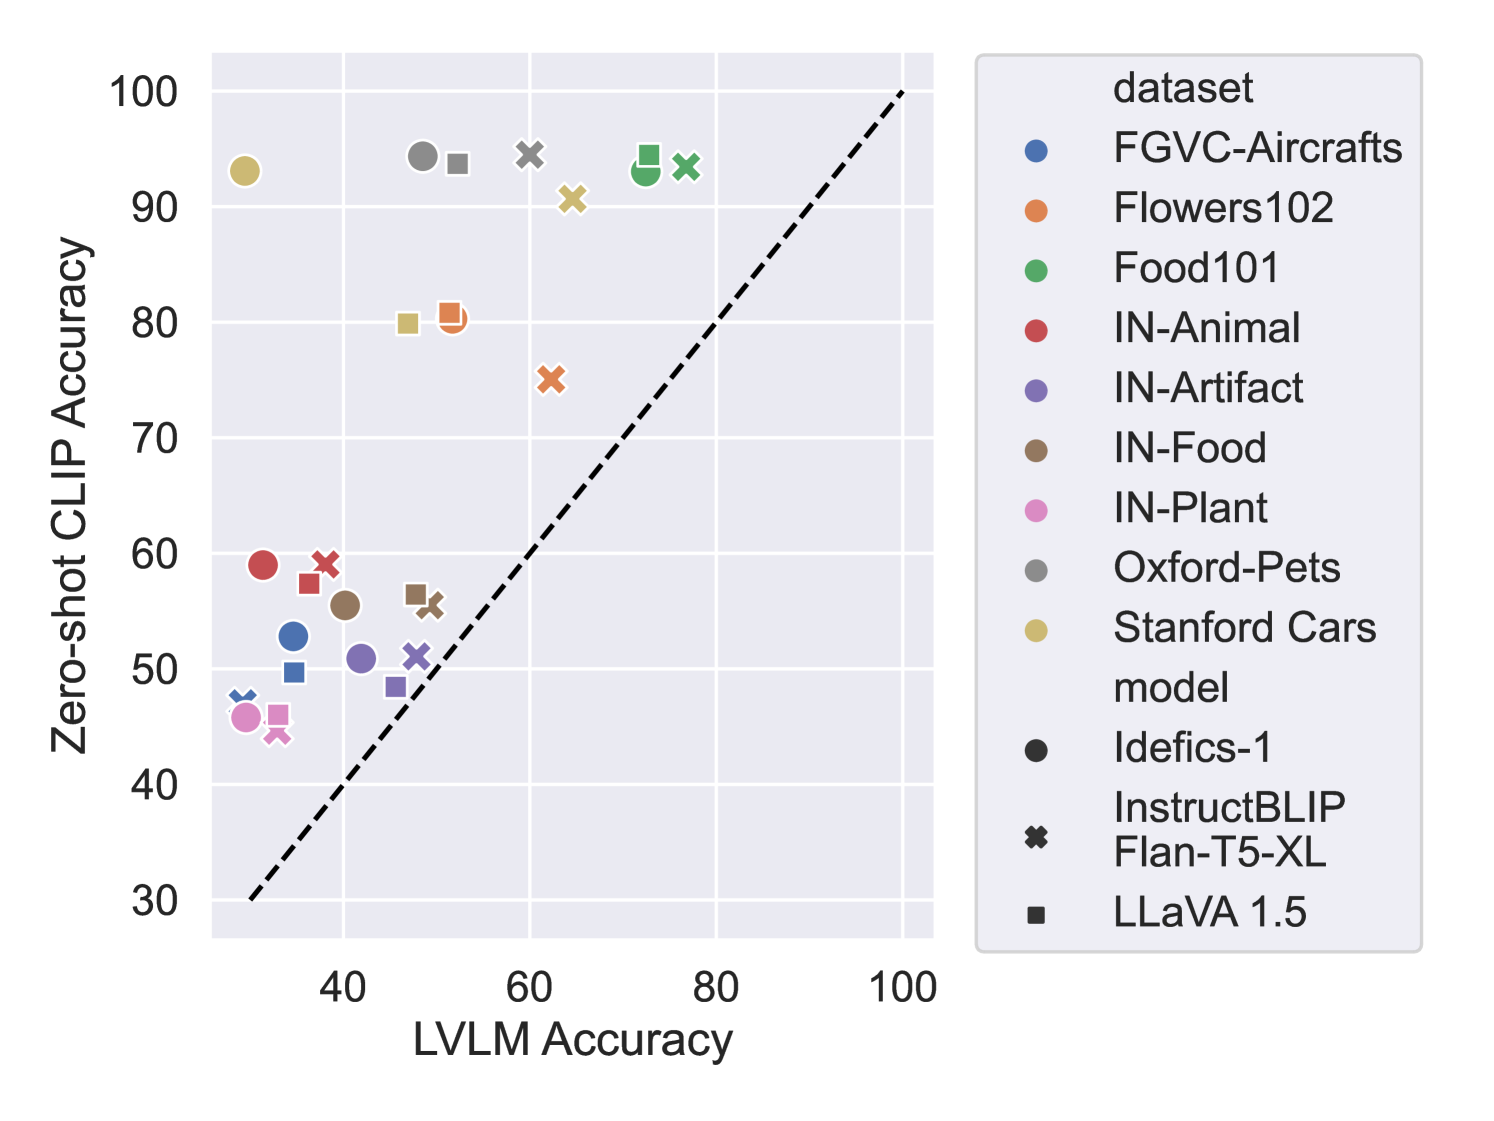 100
90
80
70
60
50
40
30
Zero-shot CLIP Accuracy
40 60 80 100
LVLM Accuracy
dataset
FGVC-Aircrafts
Flowers102
Food101
IN-Animal
IN-Artifact
IN-Food
IN-Plant
Oxford-Pets
Stanford Cars
model
Idefics-1
InstructBLIP
Flan-T5-XL
LLaVA 1.5